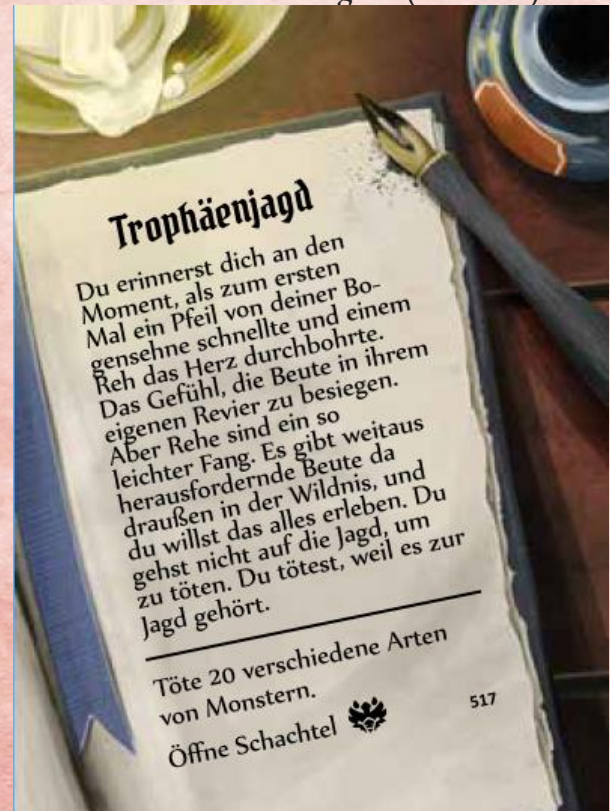 Trophäenjagd
Du erinnerst dich an den
Moment, als zum ersten
Mal ein Pfeil von deiner Bo-
gensehne schnellte und einem
Reh das Herz durchbohrte.
Das Gefühl, die Beute in ihrem
eigenen Revier zu besiegen.
Aber Rehe sind ein so
leichter Fang. Es gibt weitaus
herausfordernde Beute da
draußen in der Wildnis, und
du willst das alles erleben. Du
gehst nicht auf die Jagd, um
zu töten. Du tötest, weil es zur
Jagd gehört.
Töte 20 verschiedene Arten
von Monstern.
Öffne Schachtel
517